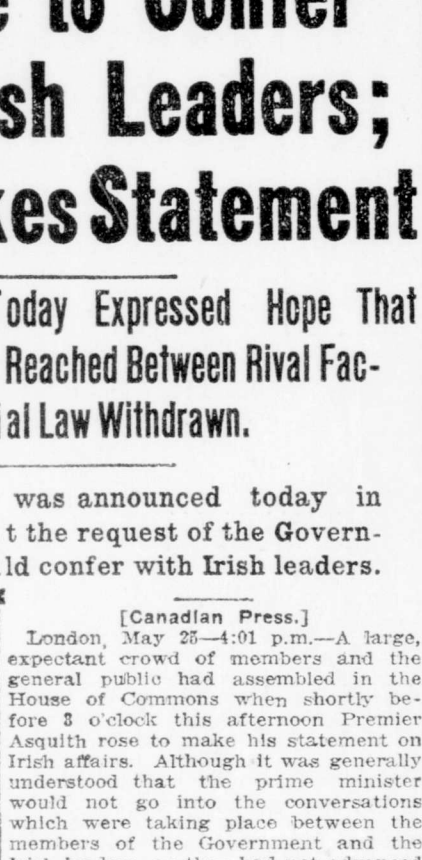 e to Confer
sh Leaders;
kes Statement
oday Expressed Hope That
Reached Between Rival Fac-
ial Law Withdrawn.
was announced today in
t the request of the Govern-
ld confer with Irish leaders.
[Canadian Press.]
London, May 25—4:01 p.m.—A large,
expectant crowd of members and the
general public had assembled in the
House of Commons when shortly be-
fore 3 o'clock this afternoon Premier
Asquith rose to make his statement on
Irish affairs. Although it was generally
understood that the prime minister
would not go into the conversations
which were taking place between the
members of the Government and the